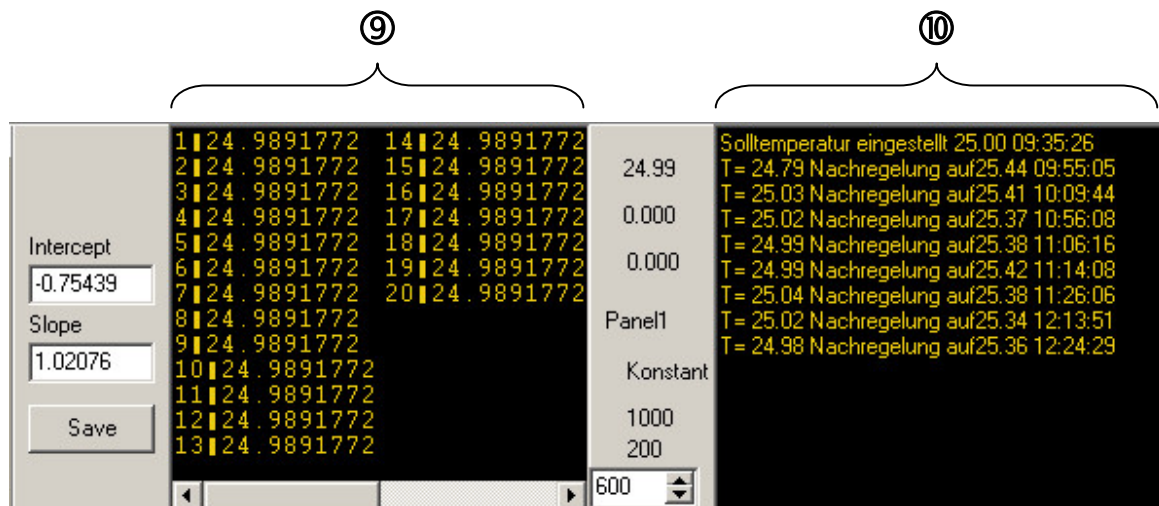 ⑨ ⑩
Intercept
-0.75439
Slope
1.02076
Save
1▮24.9891772 14▮24.9891772
2▮24.9891772 15▮24.9891772
3▮24.9891772 16▮24.9891772
4▮24.9891772 17▮24.9891772
5▮24.9891772 18▮24.9891772
6▮24.9891772 19▮24.9891772
7▮24.9891772 20▮24.9891772
8▮24.9891772
9▮24.9891772
10▮24.9891772
11▮24.9891772
12▮24.9891772
13▮24.9891772
24.99
0.000
0.000
Panel1
Konstant
1000
200
600
Solltemperatur eingestellt 25.00 09:35:26
T= 24.79 Nachregelung auf25.44 09:55:05
T= 25.03 Nachregelung auf25.41 10:09:44
T= 25.02 Nachregelung auf25.37 10:56:08
T= 24.99 Nachregelung auf25.38 11:06:16
T= 24.99 Nachregelung auf25.42 11:14:08
T= 25.04 Nachregelung auf25.38 11:26:06
T= 25.02 Nachregelung auf25.34 12:13:51
T= 24.98 Nachregelung auf25.36 12:24:29